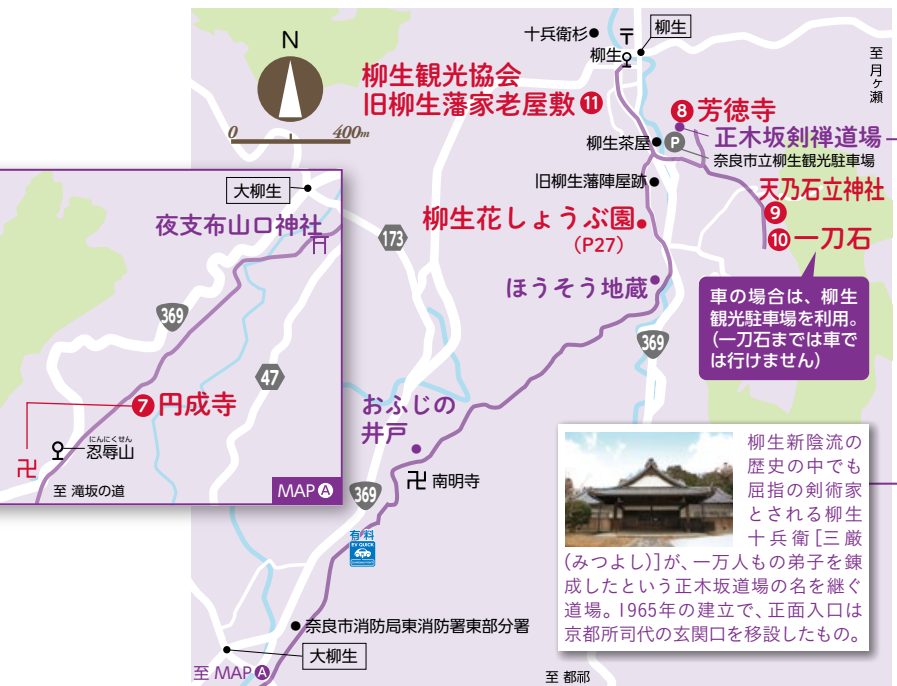 N
0
400m
十兵衛杉
〒
柳生
柳生
至 月ヶ瀬
柳生観光協会
旧柳生藩家老屋敷 11
8 芳徳寺
正木坂剣禅道場
柳生茶屋
P
奈良市立柳生観光駐車場
旧柳生藩陣屋跡
天乃石立神社
9
10 一刀石
柳生花しょうぶ園
(P27)
車の場合は、柳生
観光駐車場を利用。
(一刀石までは車で
は行けません)
ほうそう地蔵
369
173
大柳生
夜支布山口神社
369
47
7 円成寺
卍
にんにくせん
忍辱山
至 滝坂の道
MAP A
おふじの
井戸
卍 南明寺
369
有料
EV QUICK
柳生新陰流の
歴史の中でも
屈指の剣術家
とされる柳生
十兵衛[三厳
(みつよし)]が、一万人もの弟子を錬
成したという正木坂道場の名を継ぐ
道場。1965年の建立で、正面入口は
京都所司代の玄関口を移設したもの。
奈良市消防局東消防署東部分署
大柳生
至 MAP A
至 都祁